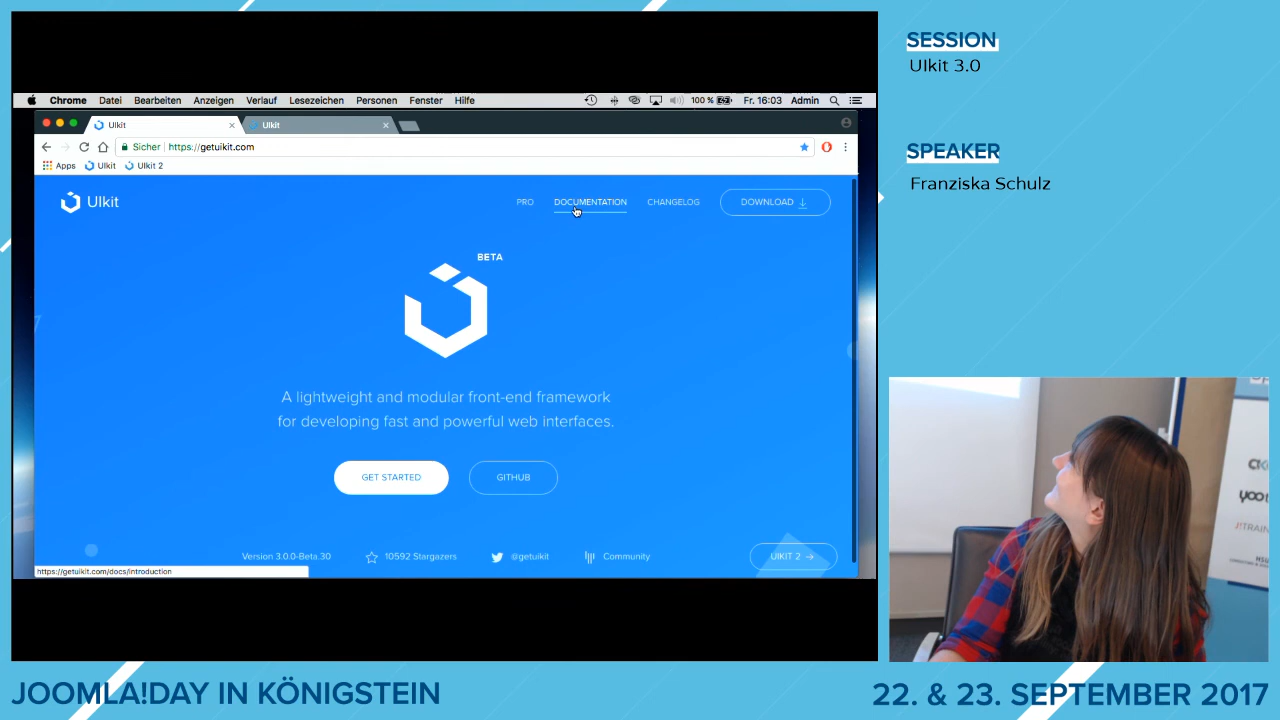 SESSION
UIkit 3.0
SPEAKER
Franziska Schulz
Chrome Datei Bearbeiten Anzeigen Verlauf Lesezeichen Personen Fenster Hilfe 100 % Fr. 16:03 Admin
UIkit UIkit
Sicher https://getuikit.com
Apps UIkit UIkit 2
UIkit PRO DOCUMENTATION CHANGELOG DOWNLOAD
BETA
A lightweight and modular front-end framework
for developing fast and powerful web interfaces.
GET STARTED GITHUB
Version 3.0.0-Beta.30 10592 Stargazers @getuikit Community UIKIT 2
https://getuikit.com/docs/introduction
JOOMLA!DAY IN KÖNIGSTEIN
22. & 23. SEPTEMBER 2017